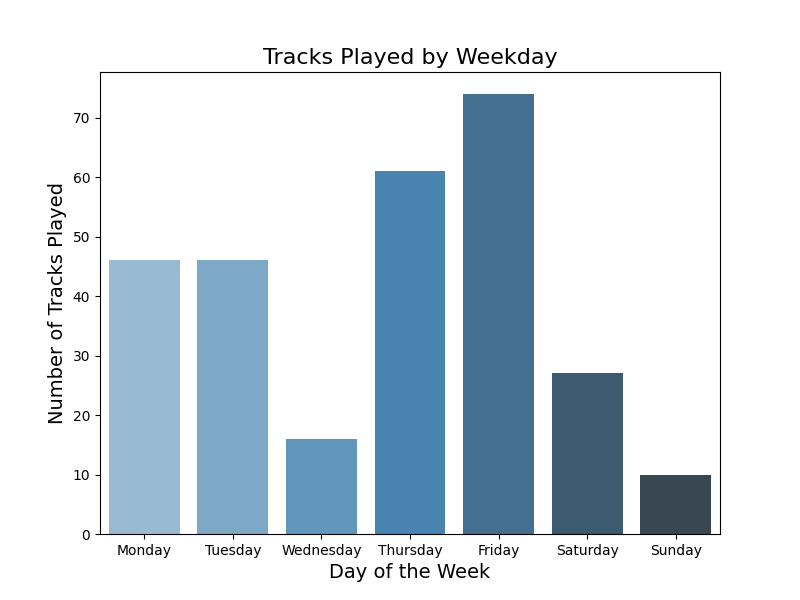 Tracks Played by Weekday
Number of Tracks Played
70
60
50
40
30
20
10
0
Monday Tuesday Wednesday Thursday Friday Saturday Sunday
Day of the Week